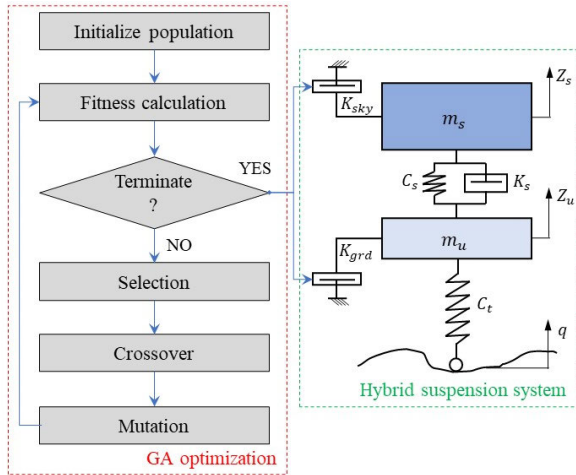 Initialize population
Fitness calculation
YES
Terminate
?
NO
Selection
Crossover
Mutation
GA optimization
K_sky
m_s
Z_s
C_s
K_s
Z_u
m_u
K_grd
C_t
q
Hybrid suspension system